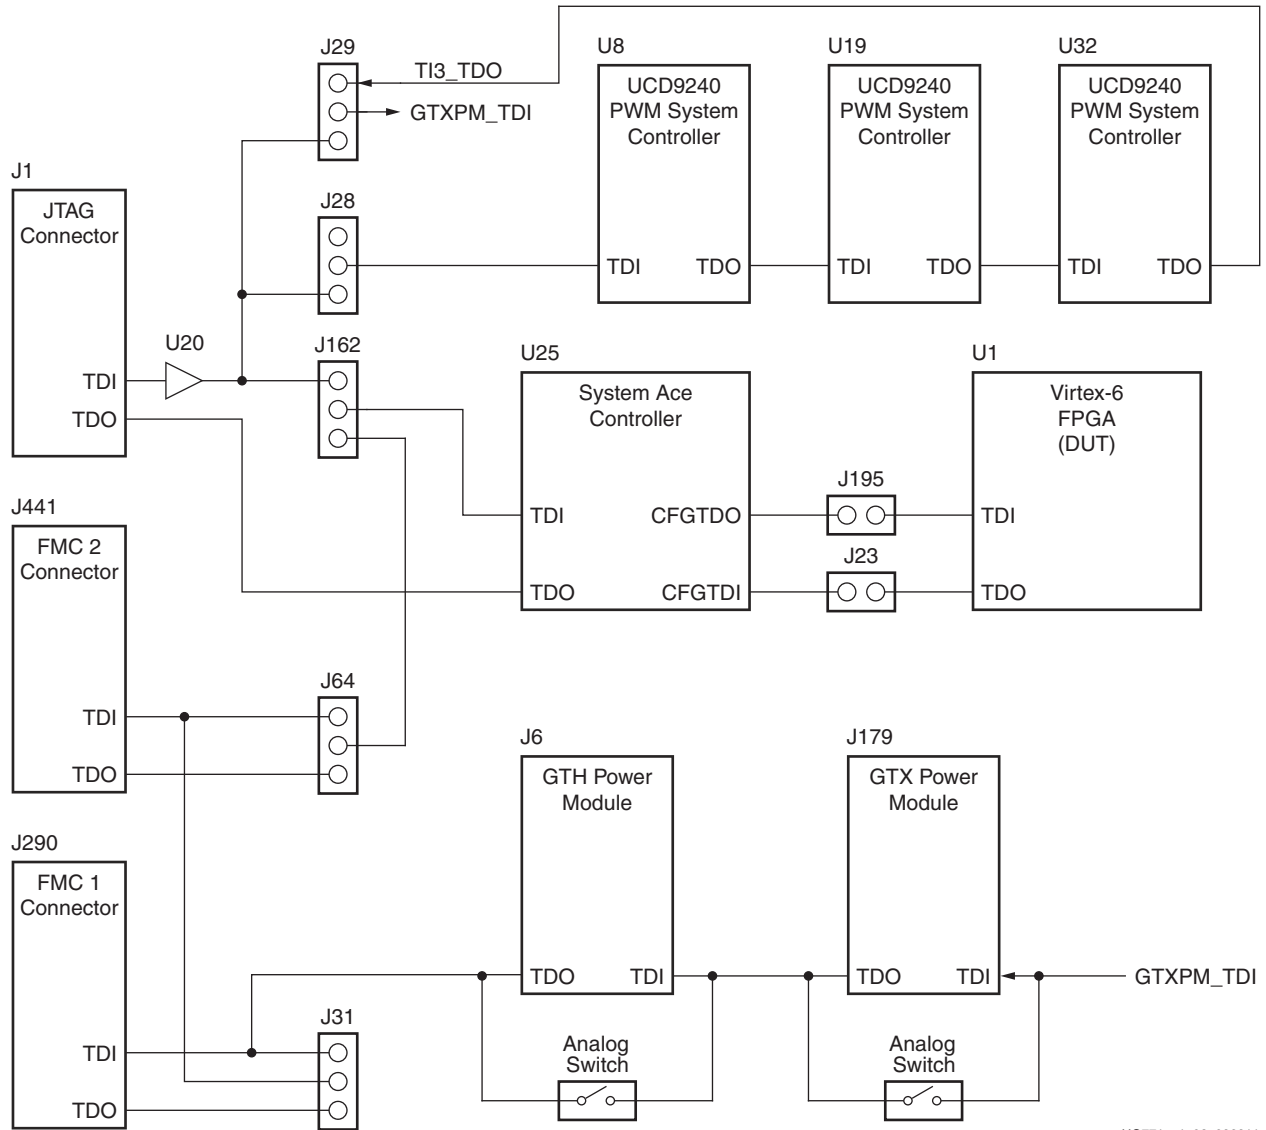 J29
TI3_TDO
GTXPM_TDI
U8
UCD9240
PWM System
Controller
TDI
TDO
U19
UCD9240
PWM System
Controller
TDI
TDO
U32
UCD9240
PWM System
Controller
TDI
TDO
J1
JTAG
Connector
TDI
TDO
U20
J28
J162
U25
System Ace
Controller
TDI
TDO
CFGTDO
CFGTDI
J195
J23
U1
Virtex-6
FPGA
(DUT)
TDI
TDO
J441
FMC 2
Connector
TDI
TDO
J64
J290
FMC 1
Connector
TDI
TDO
J31
J6
GTH Power
Module
TDO
TDI
Analog
Switch
J179
GTX Power
Module
TDO
TDI
GTXPM_TDI
Analog
Switch